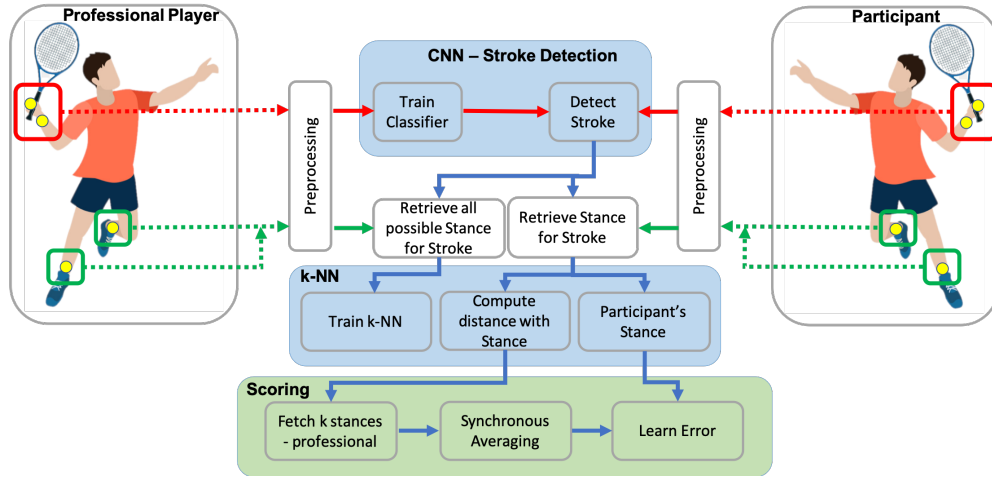 Professional Player
Participant
CNN – Stroke Detection
Preprocessing
Train
Classifier
Detect
Stroke
Preprocessing
Retrieve all
possible Stance
for Stroke
Retrieve Stance
for Stroke
k-NN
Train k-NN
Compute
distance with
Stance
Participant's
Stance
Scoring
Fetch k stances
- professional
Synchronous
Averaging
Learn Error